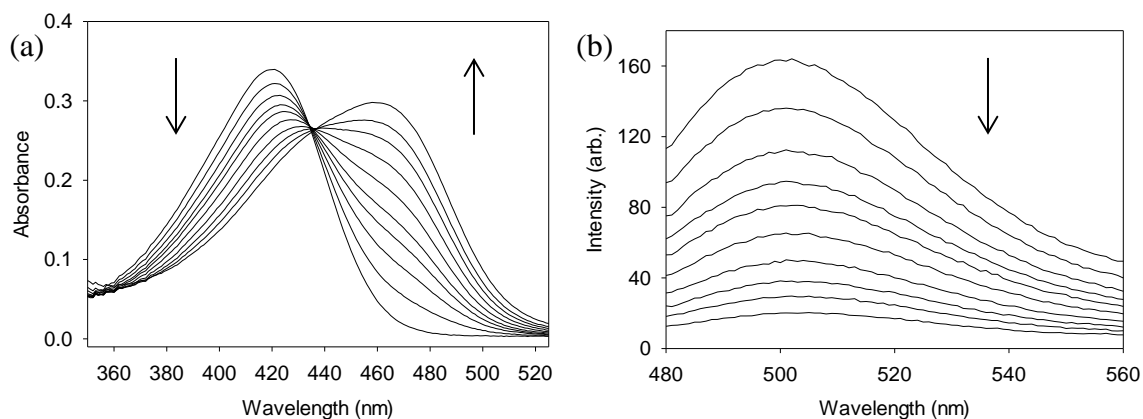 (a)
Absorbance
0.4
0.3
0.2
0.1
0.0
360 380 400 420 440 460 480 500 520
Wavelength (nm)
(b)
Intensity (arb.)
160
120
80
40
0
480 500 520 540 560
Wavelength (nm)